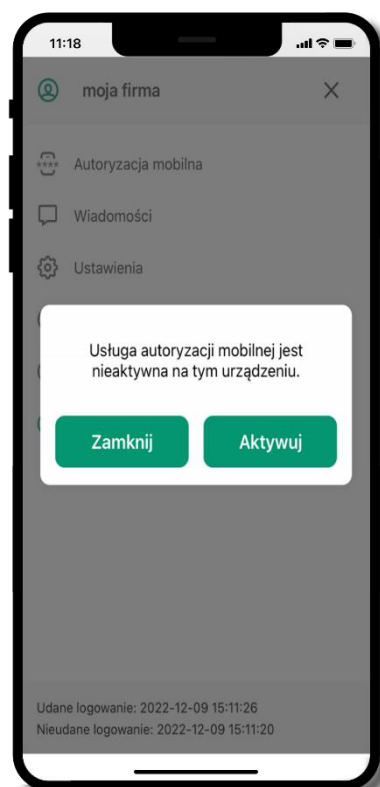 11:18
moja firma
Autoryzacja mobilna
Wiadomości
Ustawienia
Usługa autoryzacji mobilnej jest
nieaktywna na tym urządzeniu.
Zamknij
Aktywuj
Udane logowanie: 2022-12-09 15:11:26
Nieudane logowanie: 2022-12-09 15:11:20